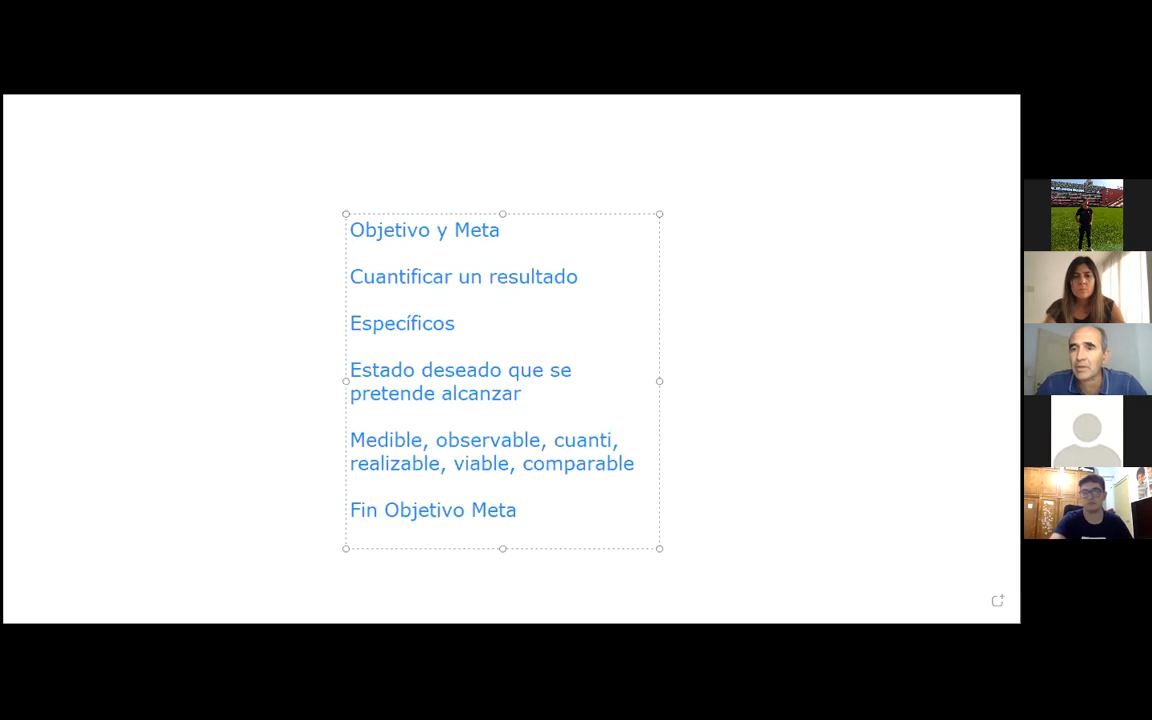 Objetivo y Meta
Cuantificar un resultado
Específicos
Estado deseado que se
pretende alcanzar
Medible, observable, cuanti,
realizable, viable, comparable
Fin Objetivo Meta